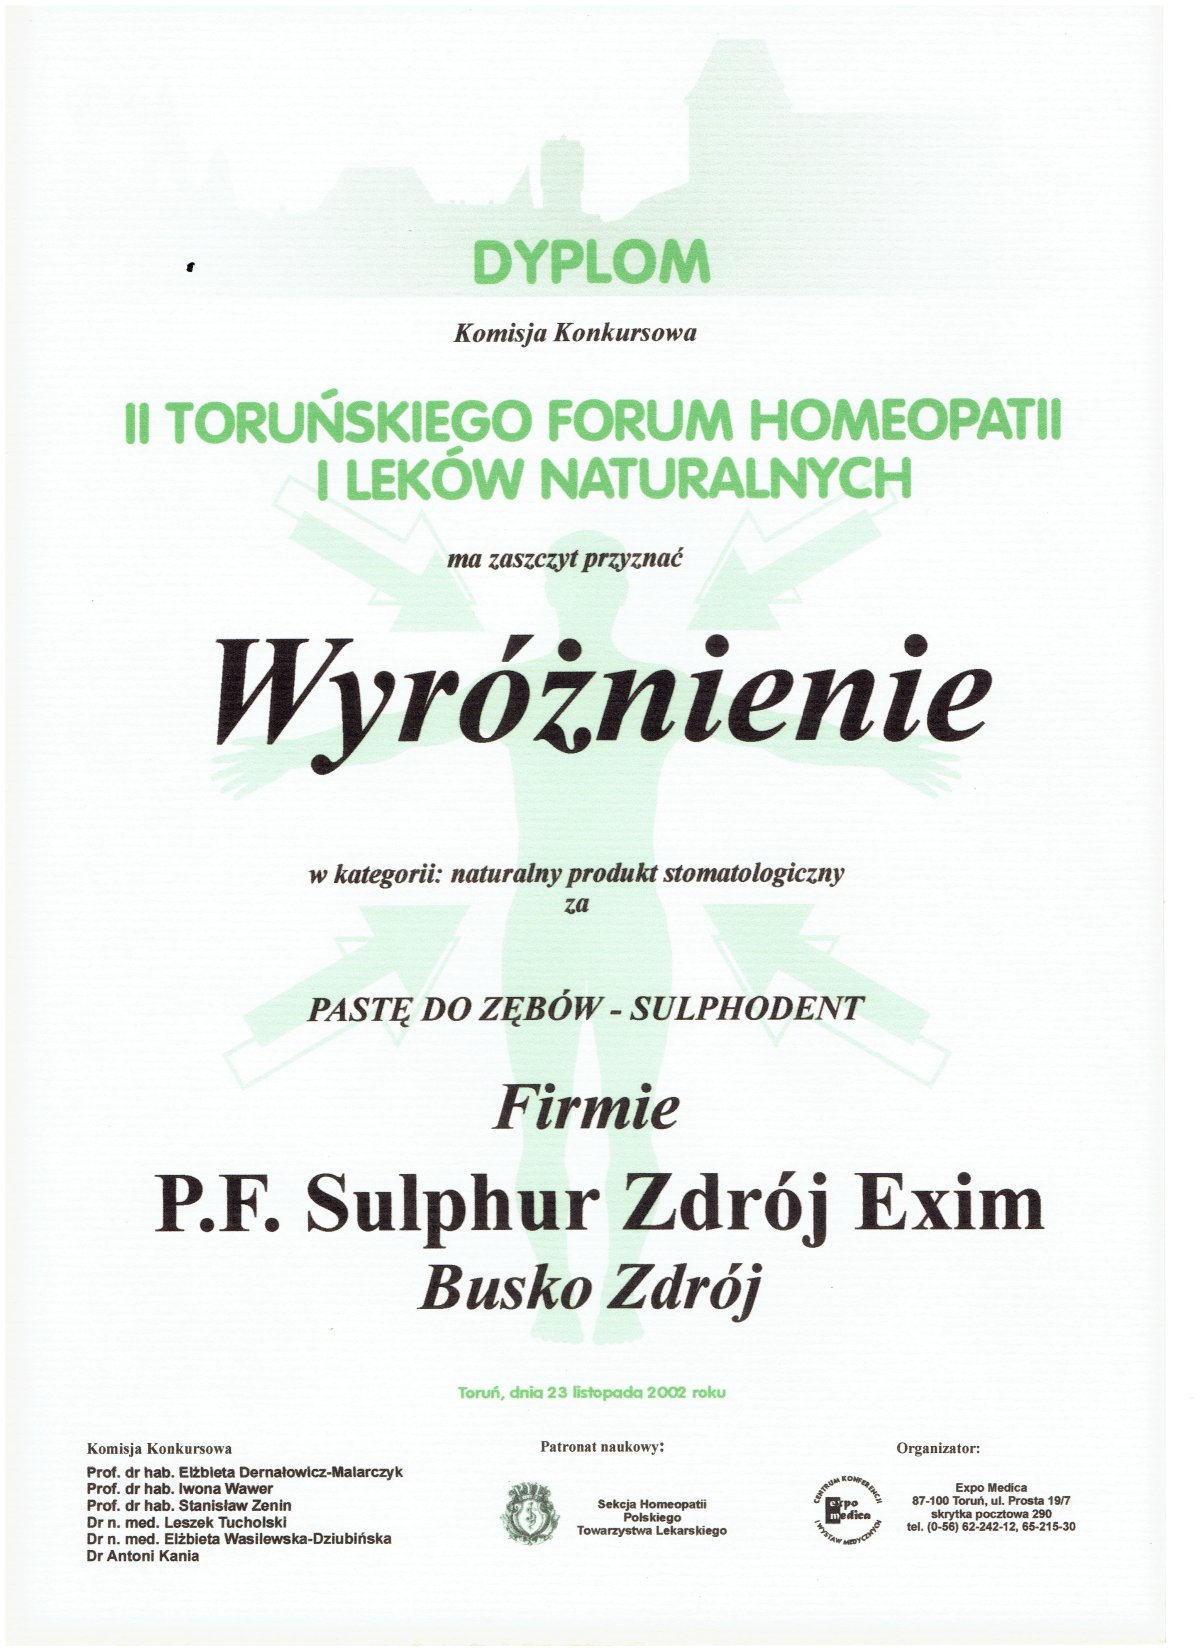 DYPLOM
Komisja Konkursowa
II TORUŃSKIEGO FORUM HOMEOPATII
I LEKÓW NATURALNYCH
ma zaszczyt przyznać
Wyróżnienie
w kategorii: naturalny produkt stomatologiczny
za
PASTĘ DO ZĘBÓW - SULPHODENT
Firmie
P.F. Sulphur Zdrój Exim
Busko Zdrój
Toruń, dnia 23 listopada 2002 roku
Komisja Konkursowa
Prof. dr hab. Elżbieta Dernałowicz-Malarczyk
Prof. dr hab. Iwona Wawer
Prof. dr hab. Stanisław Zenin
Dr n. med. Leszek Tucholski
Dr n. med. Elżbieta Wasilewska-Dziubińska
Dr Antoni Kania
Patronat naukowy:
Sekcja Homeopatii
Polskiego
Towarzystwa Lekarskiego
Organizator:
CENTRUM KONFERENCJI
I WYSTAW MEDYCZNYCH
expo
medica
Expo Medica
87-100 Toruń, ul. Prosta 19/7
skrytka pocztowa 290
tel. (0-56) 62-242-12, 65-215-30